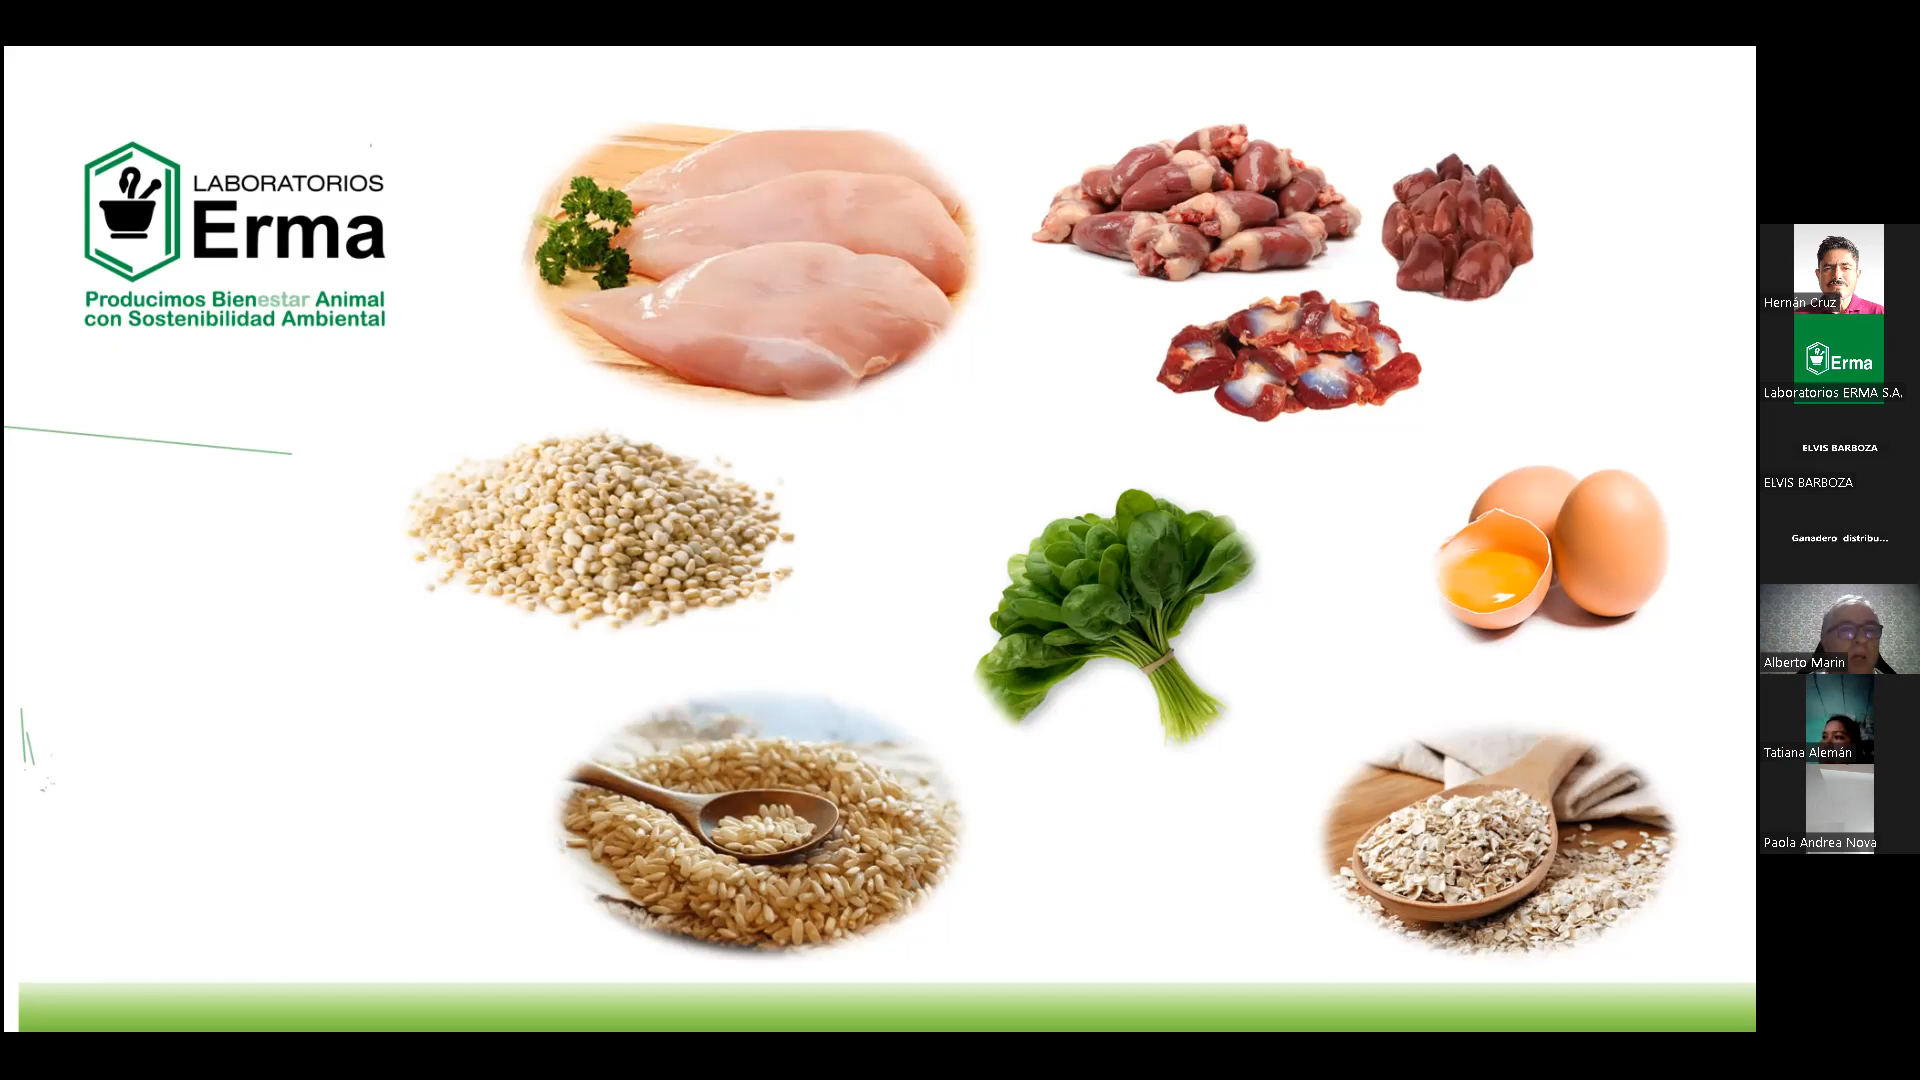 LABORATORIOS
Erma
Producimos Bienestar Animal
con Sostenibilidad Ambiental
Hernán Cruz
Erma
Laboratorios ERMA S.A.
ELVIS BARBOZA
ELVIS BARBOZA
Ganadero distribu...
Alberto Marin
Tatiana Alemán
Paola Andrea Nova